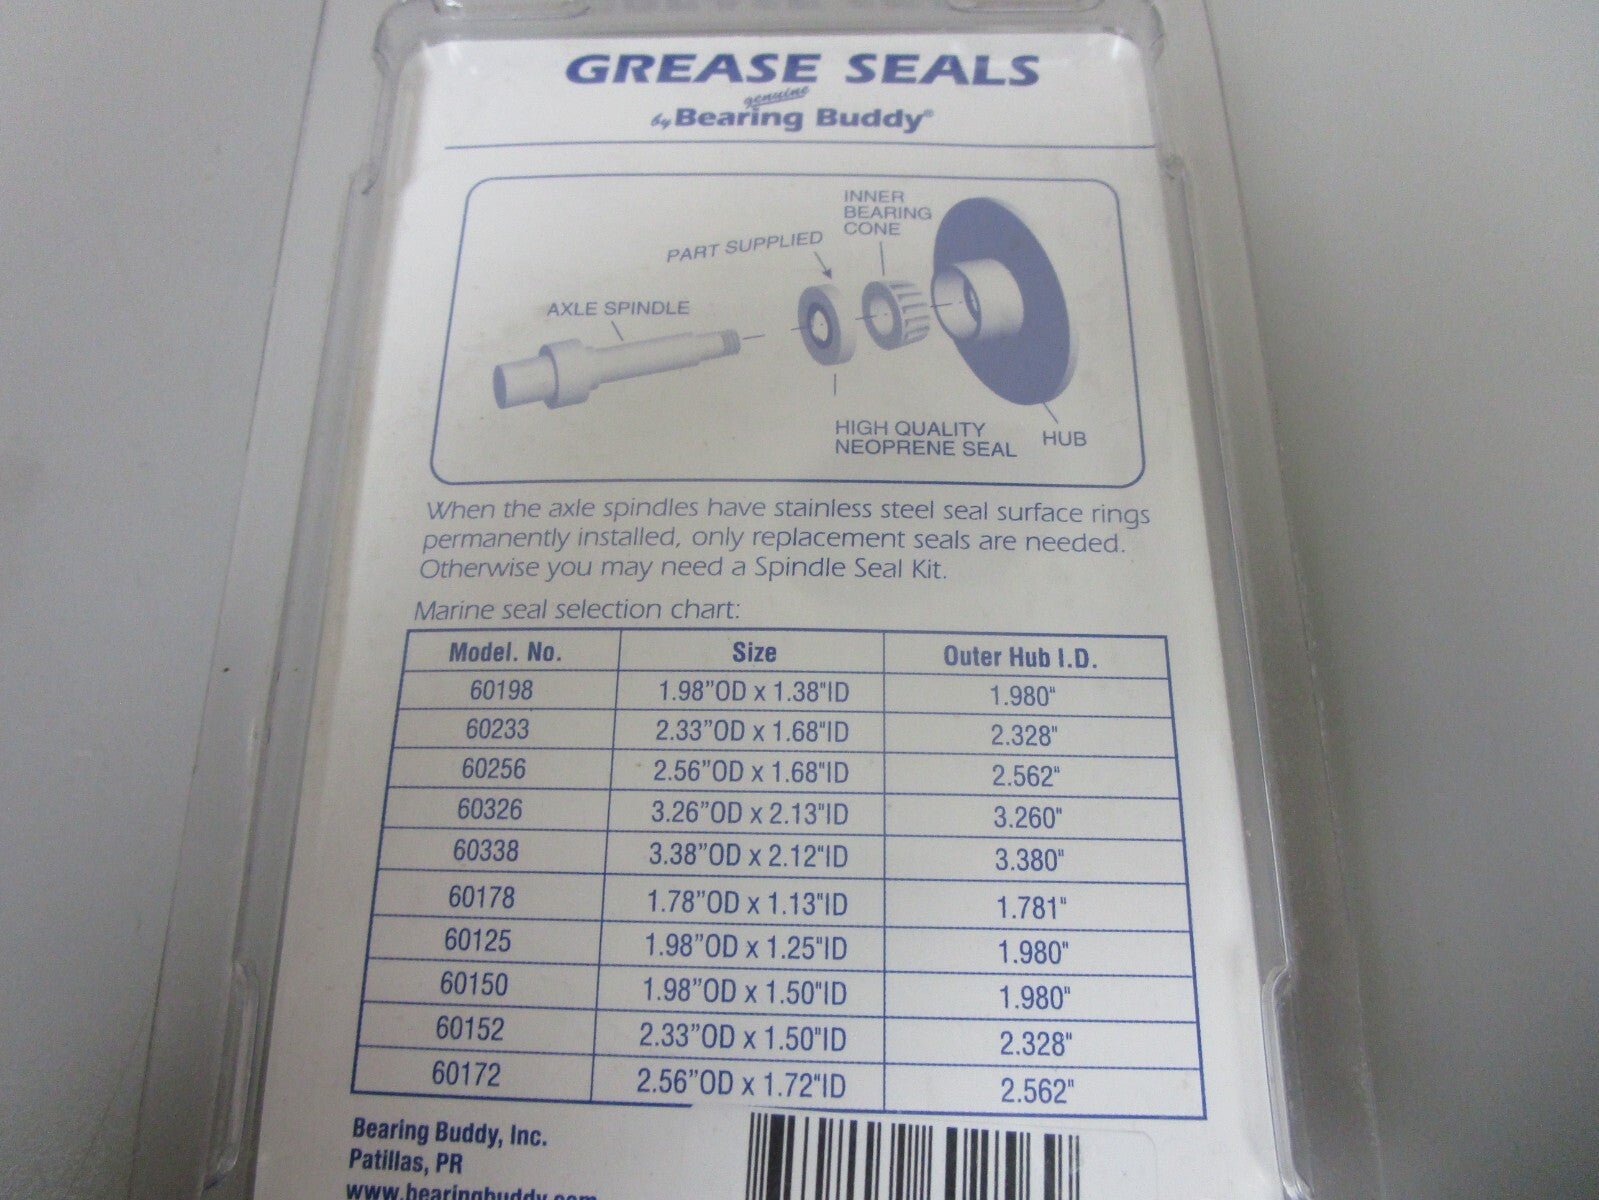 GREASE SEALS
genuine
by Bearing Buddy®
INNER
BEARING
CONE
PART SUPPLIED
AXLE SPINDLE
HIGH QUALITY
NEOPRENE SEAL
HUB
When the axle spindles have stainless steel seal surface rings
permanently installed, only replacement seals are needed.
Otherwise you may need a Spindle Seal Kit.
Marine seal selection chart:
Model. No. Size Outer Hub I.D.
60198 1.98”OD x 1.38"ID 1.980"
60233 2.33”OD x 1.68"ID 2.328"
60256 2.56”OD x 1.68"ID 2.562"
60326 3.26”OD x 2.13"ID 3.260"
60338 3.38”OD x 2.12"ID 3.380"
60178 1.78”OD x 1.13"ID 1.781"
60125 1.98”OD x 1.25"ID 1.980"
60150 1.98”OD x 1.50"ID 1.980"
60152 2.33”OD x 1.50"ID 2.328"
60172 2.56”OD x 1.72"ID 2.562"
Bearing Buddy, Inc.
Patillas, PR
www.bearingbuddy.com